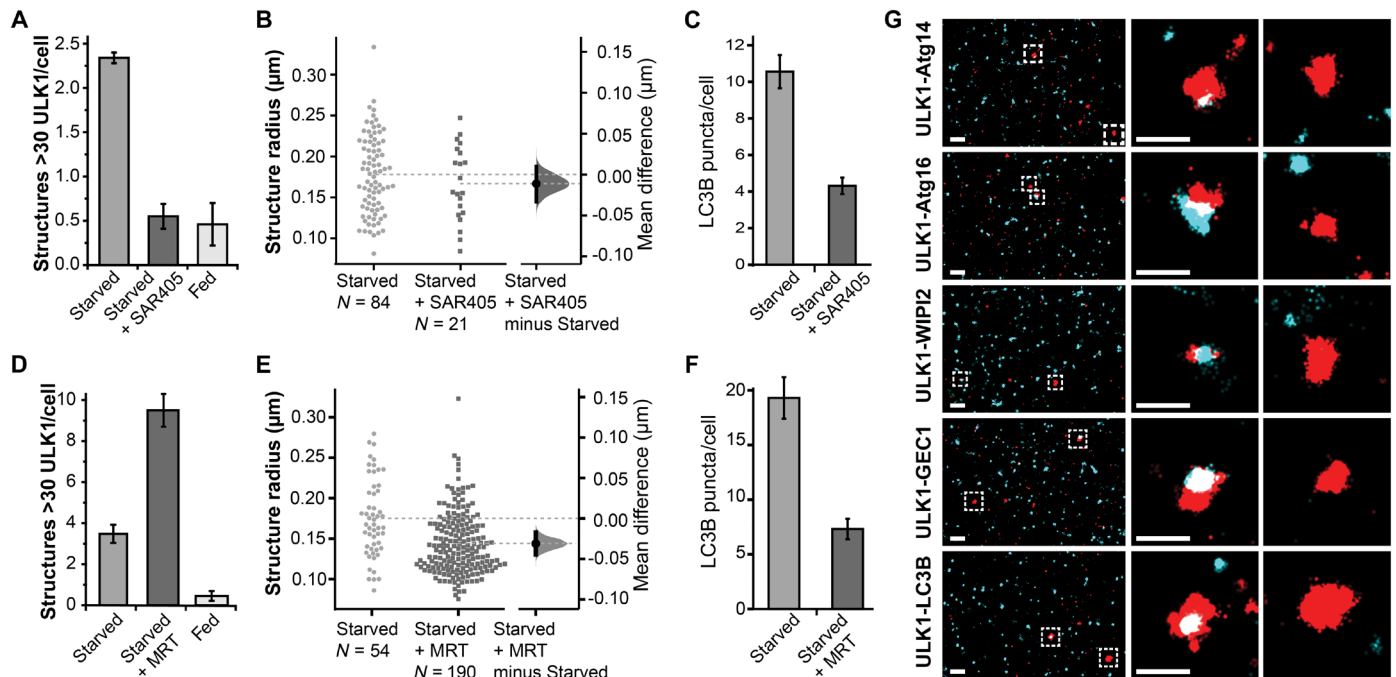 A
Structures >30 ULK1/cell
2.5
2.0
1.5
1.0
0.5
0.0
Starved
Starved
+ SAR405
Fed
B
Structure radius (µm)
0.30
0.25
0.20
0.15
0.10
Mean difference (µm)
0.15
0.10
0.05
0.00
-0.05
-0.10
Starved
N = 84
Starved
+ SAR405
N = 21
Starved
+ SAR405
minus Starved
C
LC3B puncta/cell
12
10
8
6
4
2
0
Starved
Starved
+ SAR405
D
Structures >30 ULK1/cell
10
8
6
4
2
0
Starved
Starved
+ MRT
Fed
E
Structure radius (µm)
0.30
0.25
0.20
0.15
0.10
Mean difference (µm)
0.15
0.10
0.05
0.00
-0.05
-0.10
Starved
N = 54
Starved
+ MRT
N = 190
Starved
+ MRT
minus Starved
F
LC3B puncta/cell
20
15
10
5
0
Starved
Starved
+ MRT
G
ULK1-Atg14
ULK1-Atg16
ULK1-WIPI2
ULK1-GEC1
ULK1-LC3B